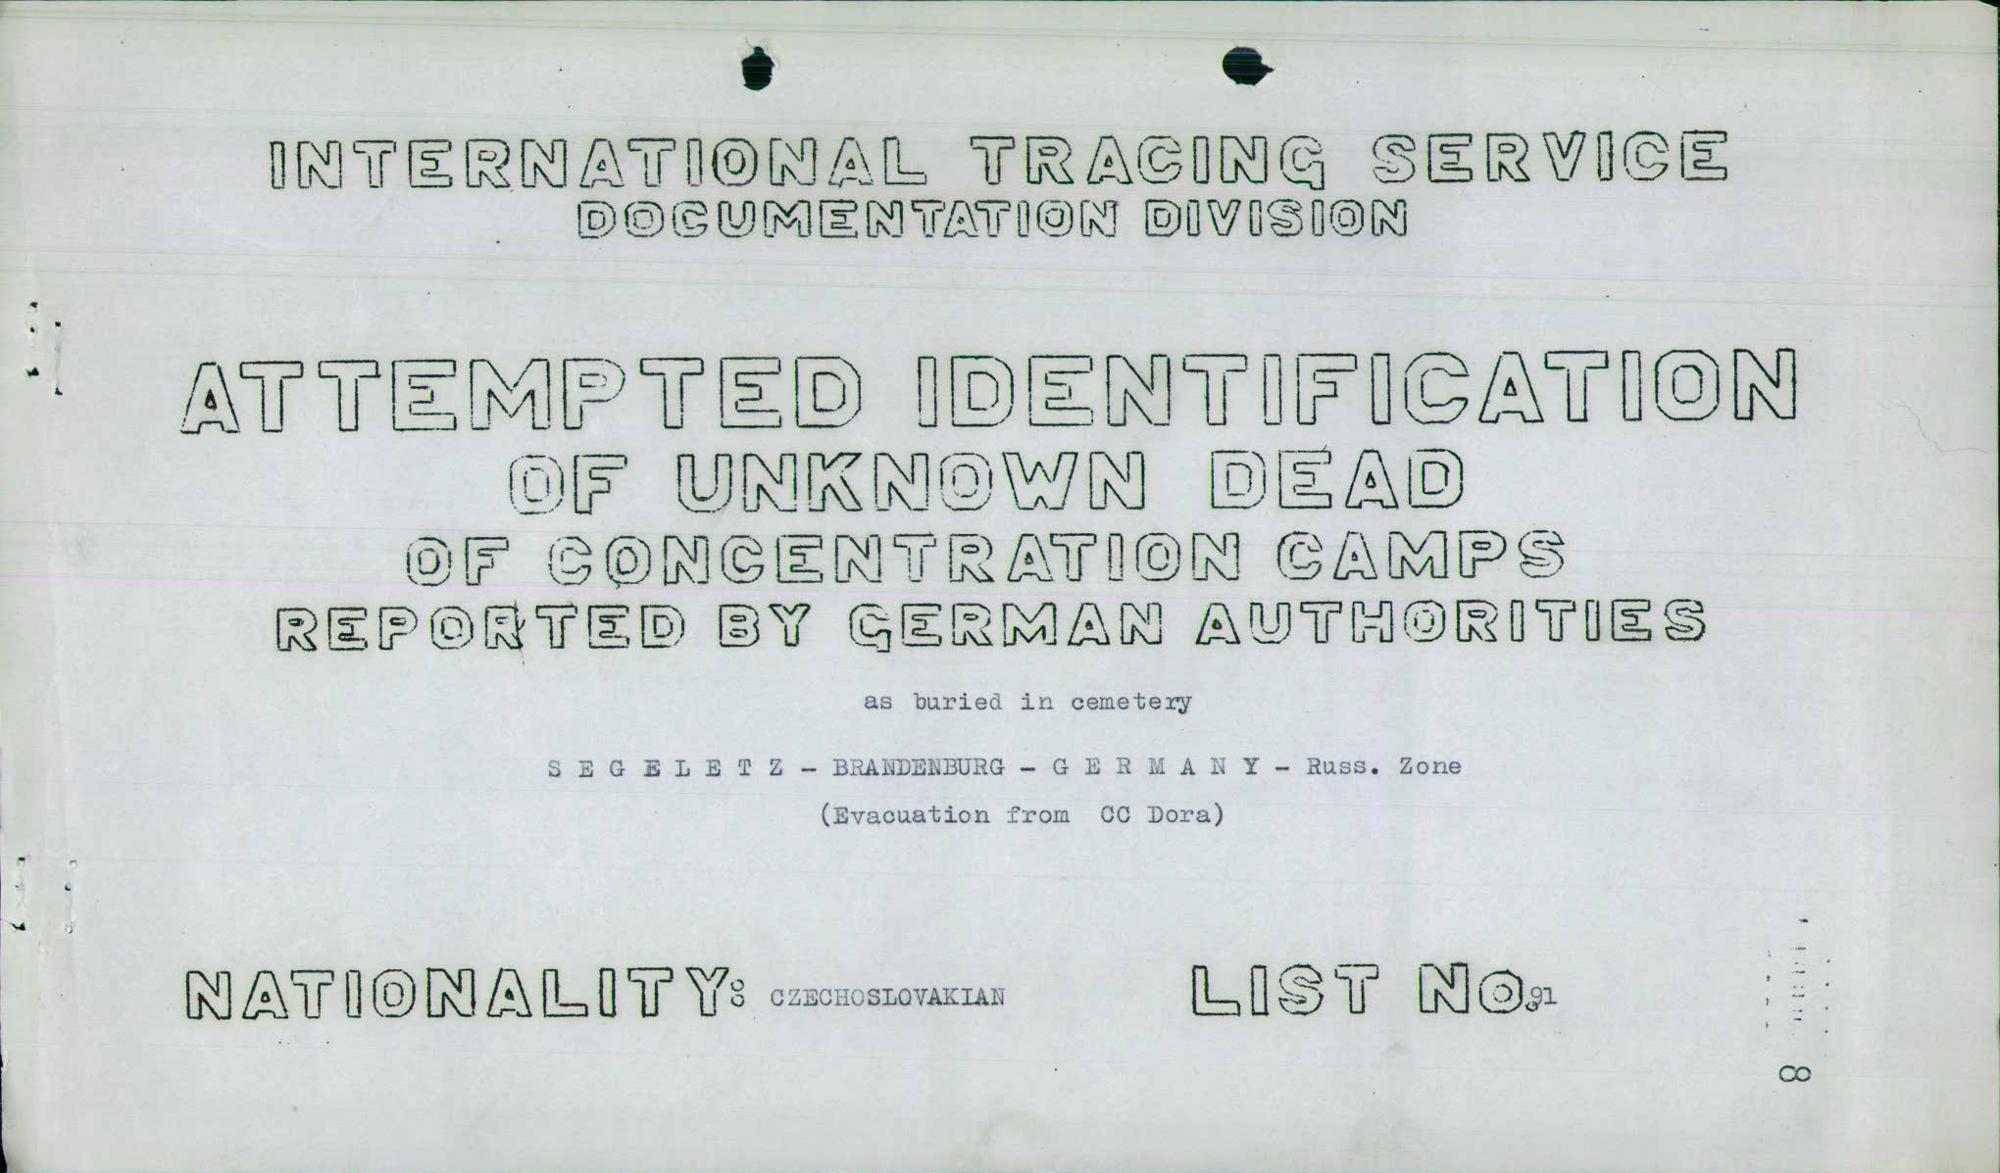 INTERNATIONAL TRACING SERVICE
DOCUMENTATION DIVISION
ATTEMPTED IDENTIFICATION
OF UNKNOWN DEAD
OF CONCENTRATION CAMPS
REPORTED BY GERMAN AUTHORITIES
as buried in cemetery
S E G E L E T Z - BRANDENBURG - G E R M A N Y - Russ. Zone
(Evacuation from CC Dora)
NATIONALITY: CZECHOSLOVAKIAN LIST NO. 91
8